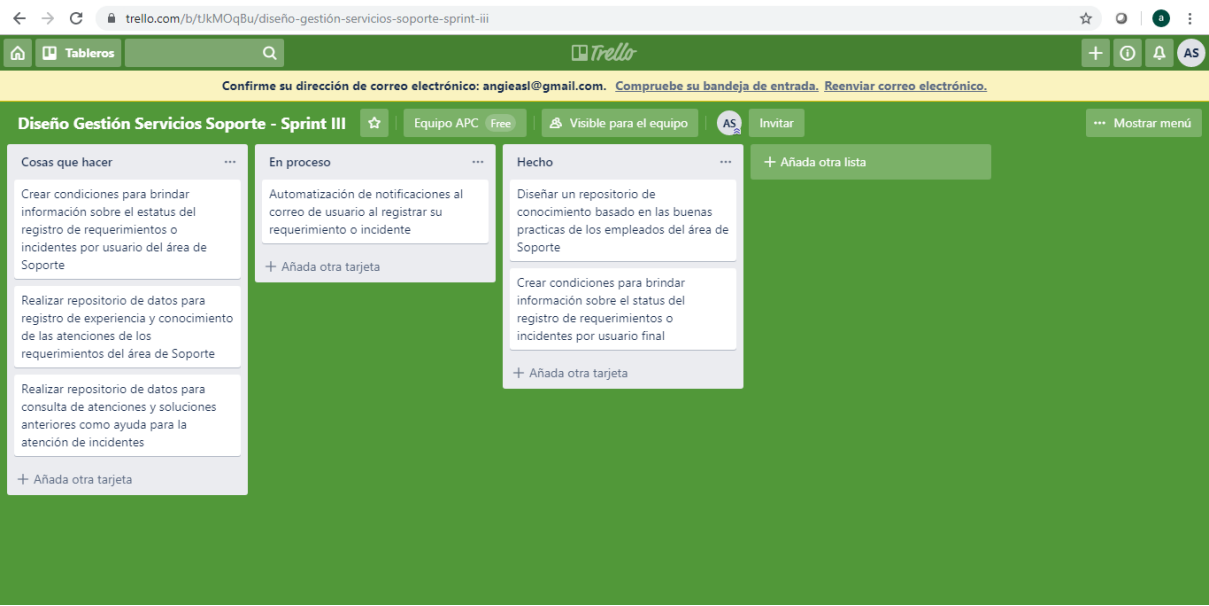 trello.com/b/tJkMOqBu/diseño-gestión-servicios-soporte-sprint-iii
a
Tableros
Trello
AS
Confirme su dirección de correo electrónico: angieasl@gmail.com. Compruebe su bandeja de entrada. Reenviar correo electrónico.
Diseño Gestión Servicios Soporte - Sprint III
Equipo APC Free
Visible para el equipo
AS
Invitar
··· Mostrar menú
Cosas que hacer ···
Crear condiciones para brindar
información sobre el estatus del
registro de requerimientos o
incidentes por usuario del área de
Soporte
Realizar repositorio de datos para
registro de experiencia y conocimiento
de las atenciones de los
requerimientos del área de Soporte
Realizar repositorio de datos para
consulta de atenciones y soluciones
anteriores como ayuda para la
atención de incidentes
+ Añada otra tarjeta
En proceso ···
Automatización de notificaciones al
correo de usuario al registrar su
requerimiento o incidente
+ Añada otra tarjeta
Hecho ···
Diseñar un repositorio de
conocimiento basado en las buenas
practicas de los empleados del área de
Soporte
Crear condiciones para brindar
información sobre el status del
registro de requerimientos o
incidentes por usuario final
+ Añada otra tarjeta
+ Añada otra lista